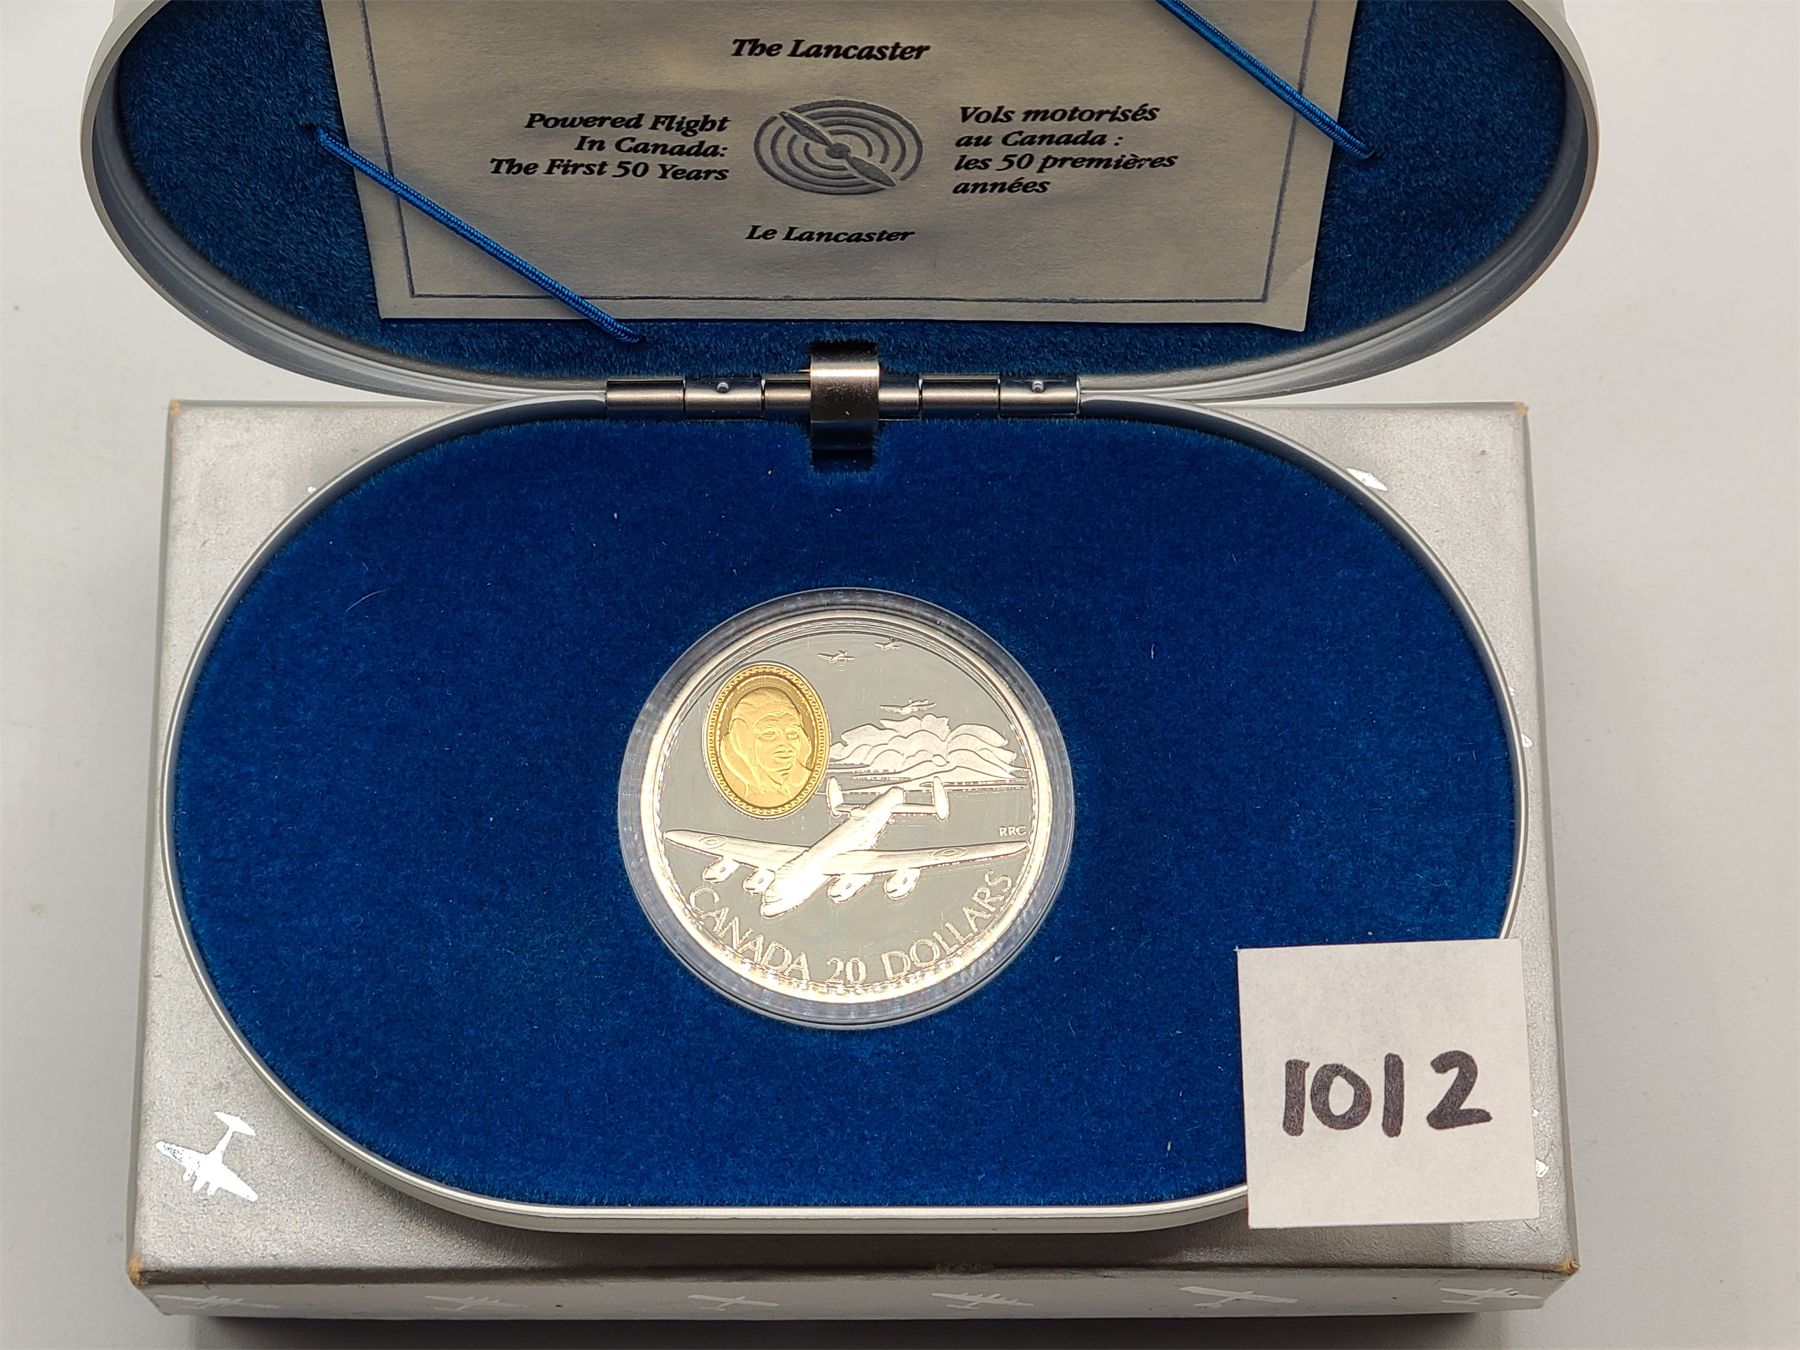 The Lancaster
Powered Flight
In Canada:
The First 50 Years
Vols motorisés
au Canada :
les 50 premières
années
Le Lancaster
RRC
CANADA 20 DOLLARS
1012